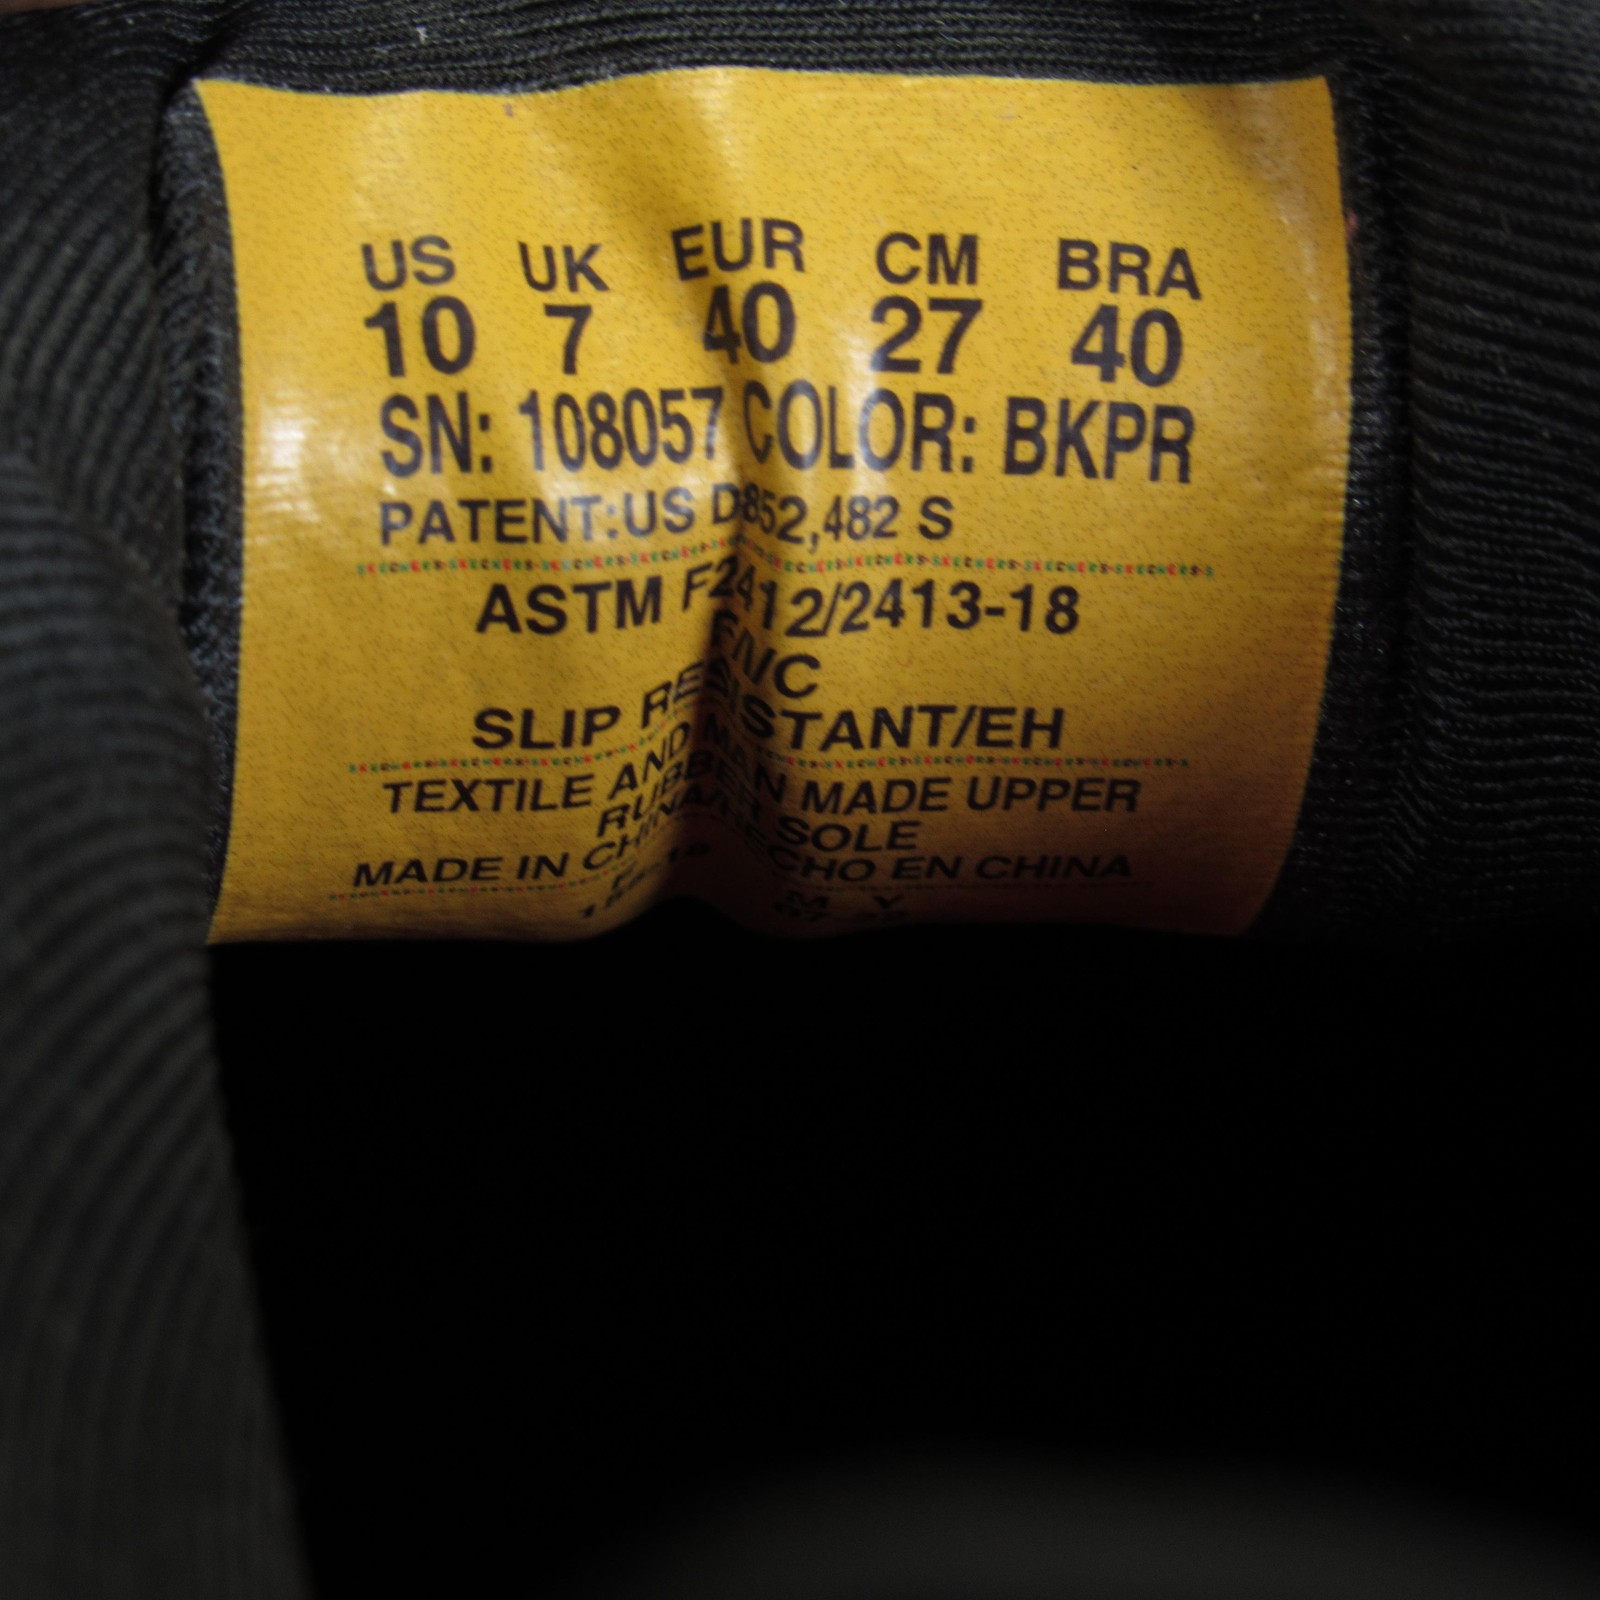 US UK EUR CM BRA
10 7 40 27 40
SN: 108057 COLOR: BKPR
PATENT:US D852,482 S
ASTM F2412/2413-18
F/I/C
SLIP RESISTANT/EH
TEXTILE AND MAN MADE UPPER
RUBBER SOLE
MADE IN CHINA/HECHO EN CHINA
M Y